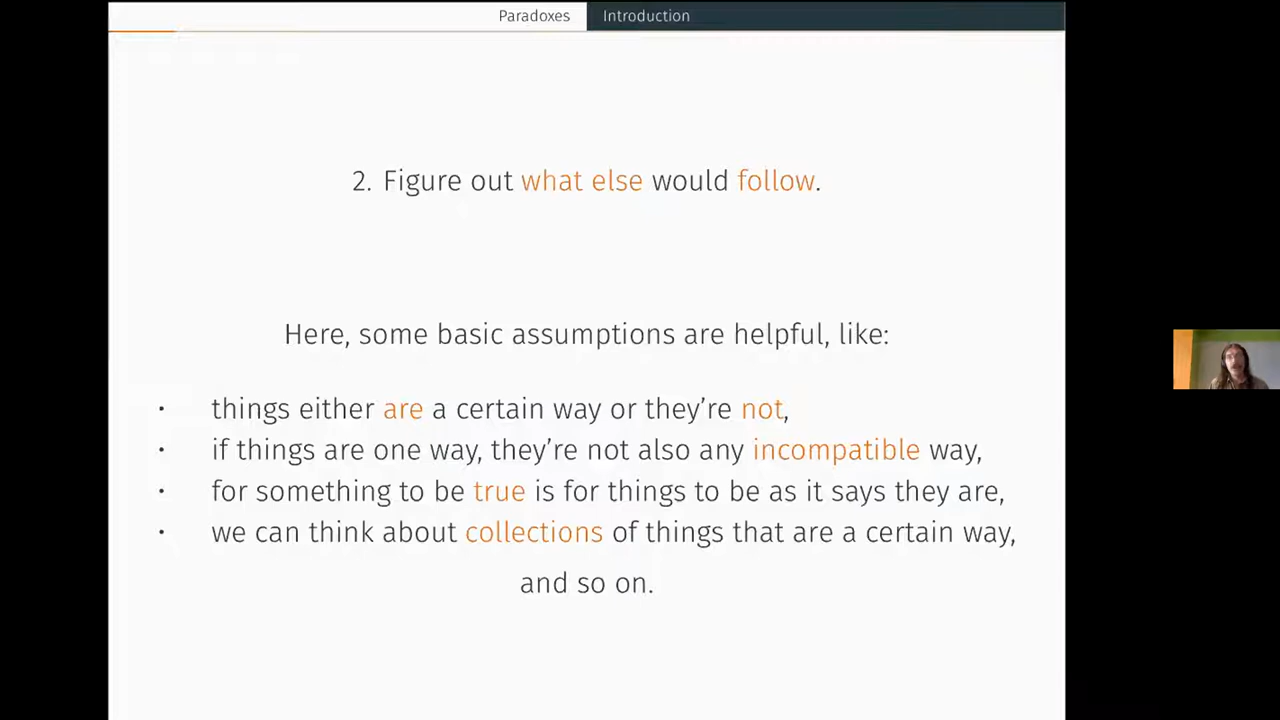 Paradoxes Introduction
2. Figure out what else would follow.
Here, some basic assumptions are helpful, like:
· things either are a certain way or they’re not,
· if things are one way, they’re not also any incompatible way,
· for something to be true is for things to be as it says they are,
· we can think about collections of things that are a certain way,
and so on.